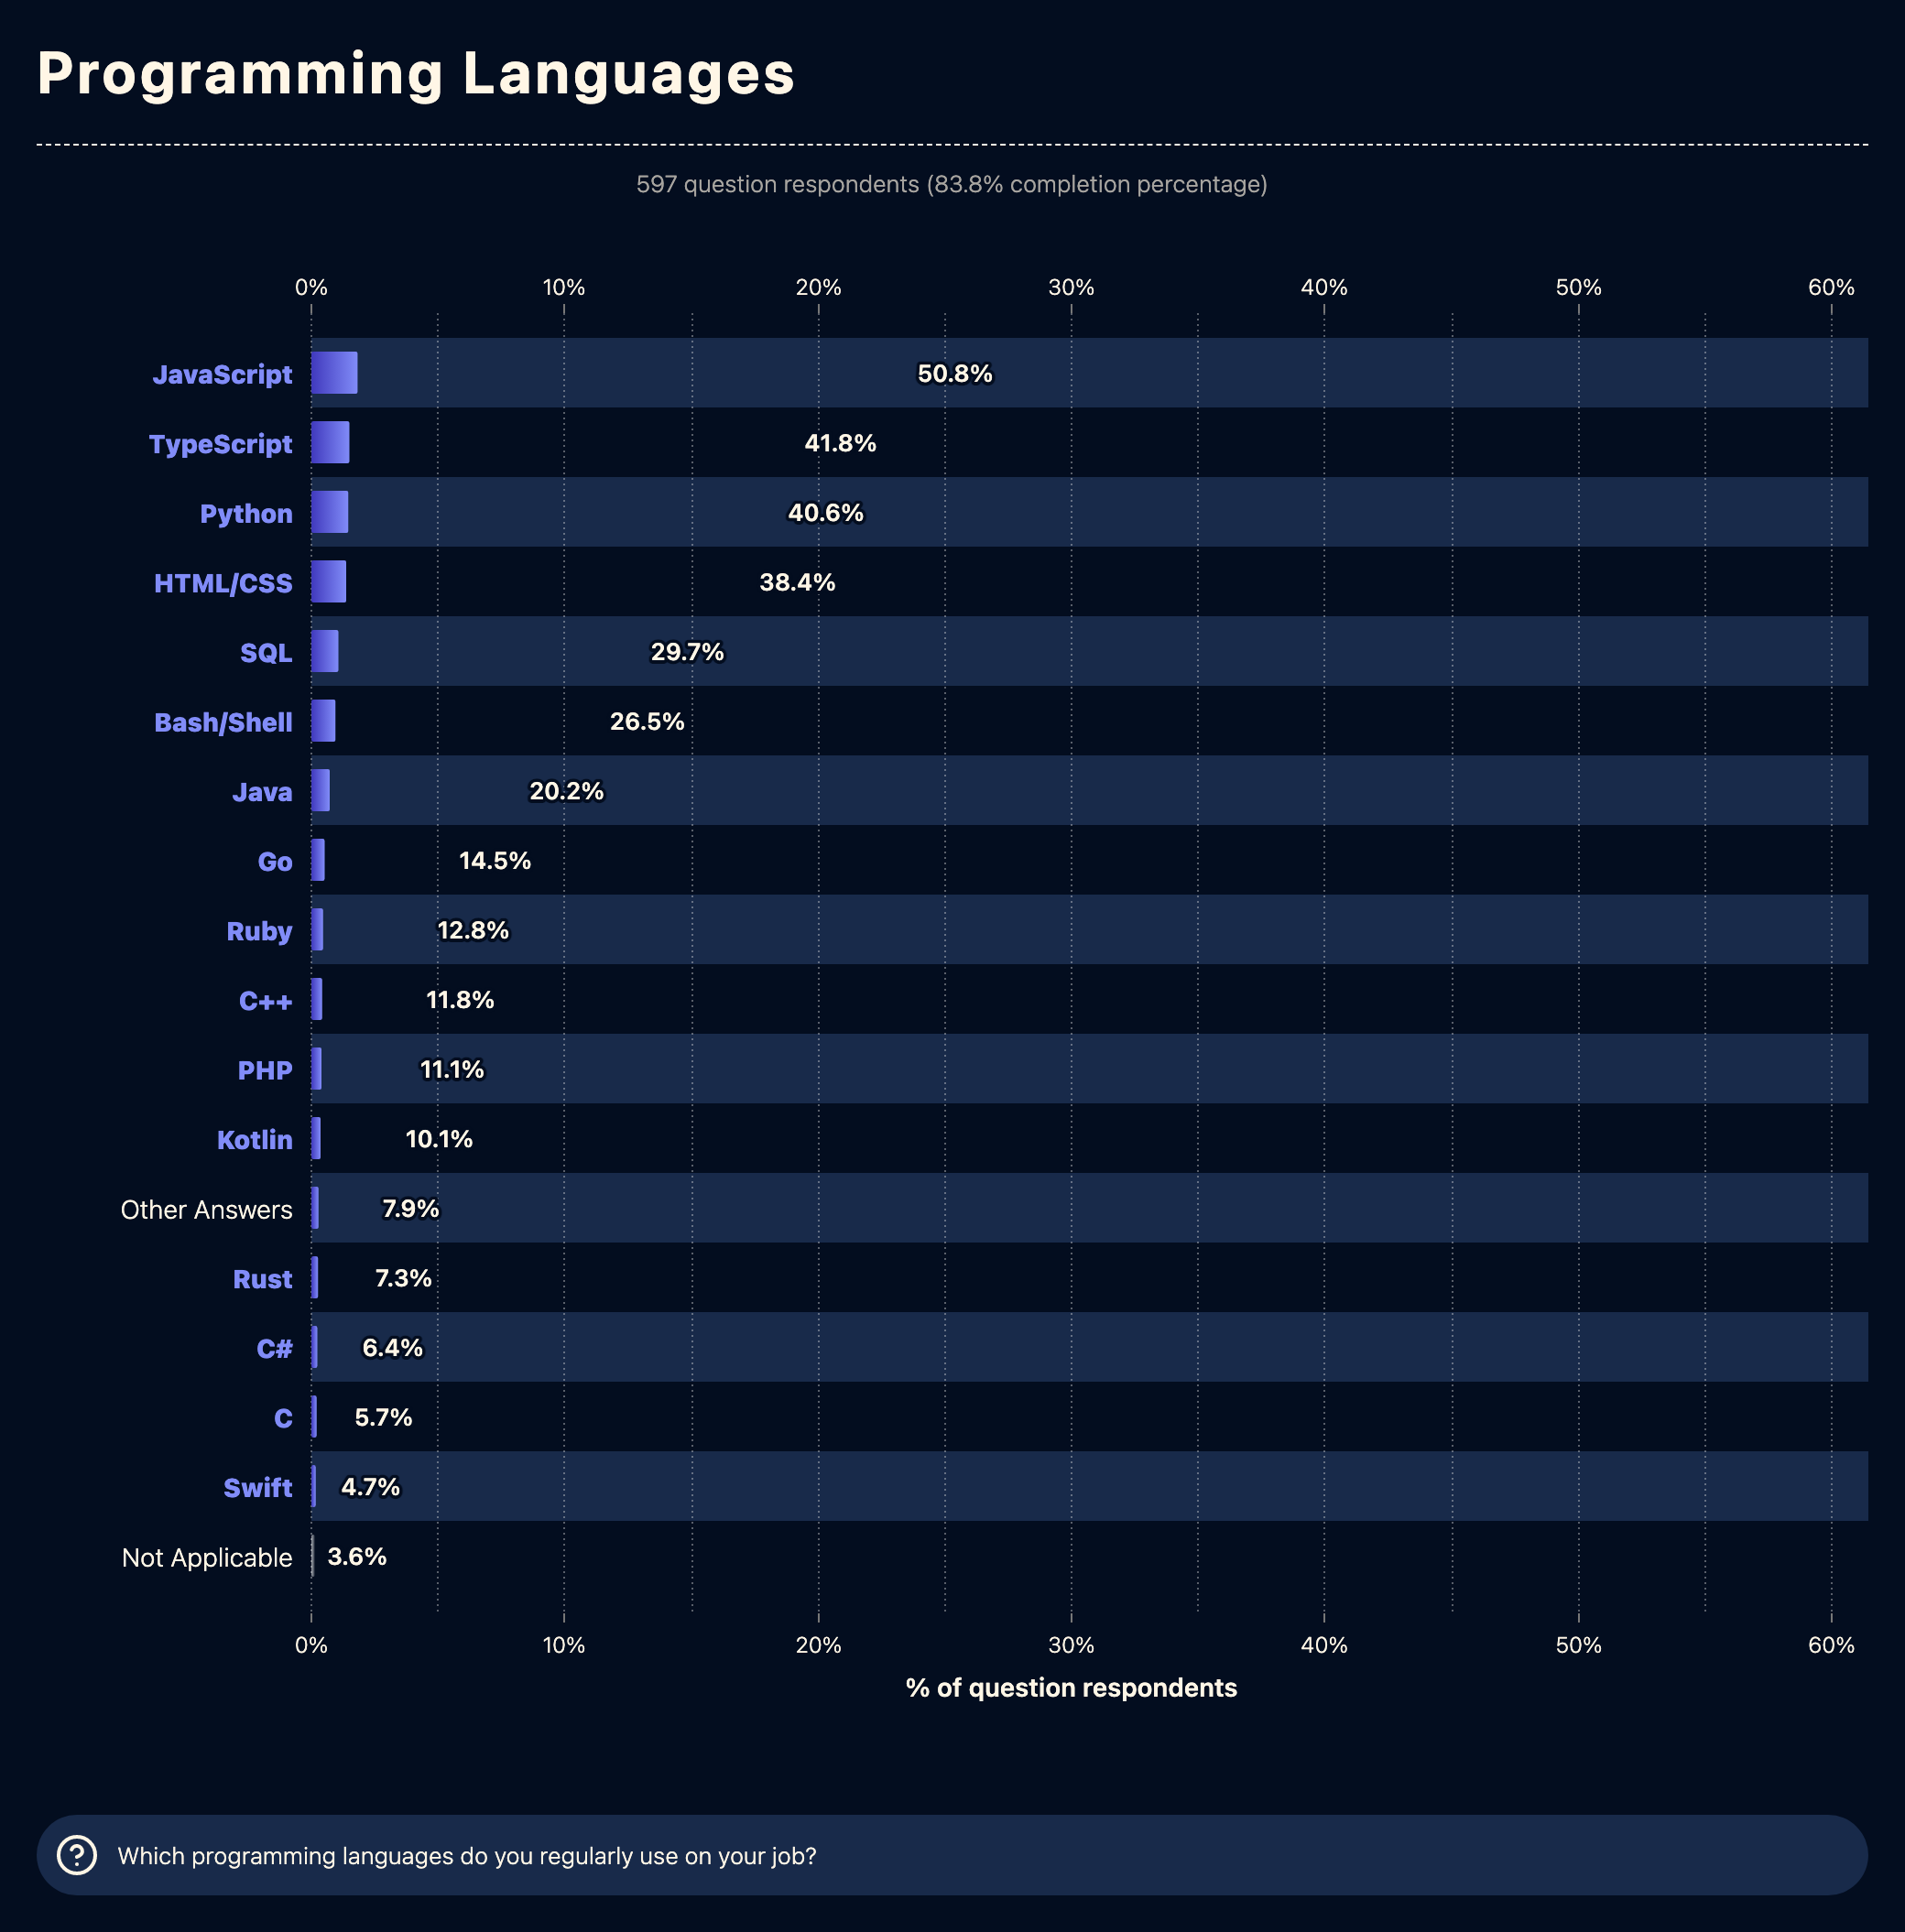 Programming Languages
597 question respondents (83.8% completion percentage)
0% 10% 20% 30% 40% 50% 60%
JavaScript 50.8%
TypeScript 41.8%
Python 40.6%
HTML/CSS 38.4%
SQL 29.7%
Bash/Shell 26.5%
Java 20.2%
Go 14.5%
Ruby 12.8%
C++ 11.8%
PHP 11.1%
Kotlin 10.1%
Other Answers 7.9%
Rust 7.3%
C# 6.4%
C 5.7%
Swift 4.7%
Not Applicable 3.6%
0% 10% 20% 30% 40% 50% 60%
% of question respondents
? Which programming languages do you regularly use on your job?